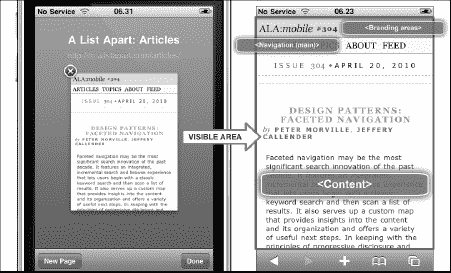 No Service 06.31
A List Apart: Articles
ALA:mobile #304
ARTICLES TOPICS ABOUT FEED
ISSUE 304 • APRIL 20, 2010
DESIGN PATTERNS:
FACETED NAVIGATION
by PETER MORVILLE, JEFFERY
CALLENDER
Faceted navigation may be the most
significant search innovation of the past
decade. It features an integrated,
incremental search and browse experience
that lets users begin with a classic
keyword search and then scan a list of
results. It also serves up a custom map
that provides insights into the content
and its organization and offers a variety
of useful next steps. In keeping with the
New Page Done
VISIBLE AREA
No Service 06.23
ALA:mobile #304 <Branding areas>
<Navigation (main)> ABOUT FEED
ISSUE 304 • APRIL 20, 2010
DESIGN PATTERNS:
FACETED NAVIGATION
by PETER MORVILLE, JEFFERY
CALLENDER
Faceted navigation may be the most
significant search innovation of the past
<Content>
keyword search and then scan a list of
results. It also serves up a custom map
that provides insights into the content
and its organization and offers a variety
of useful next steps. In keeping with the
principles of progressive disclosure and